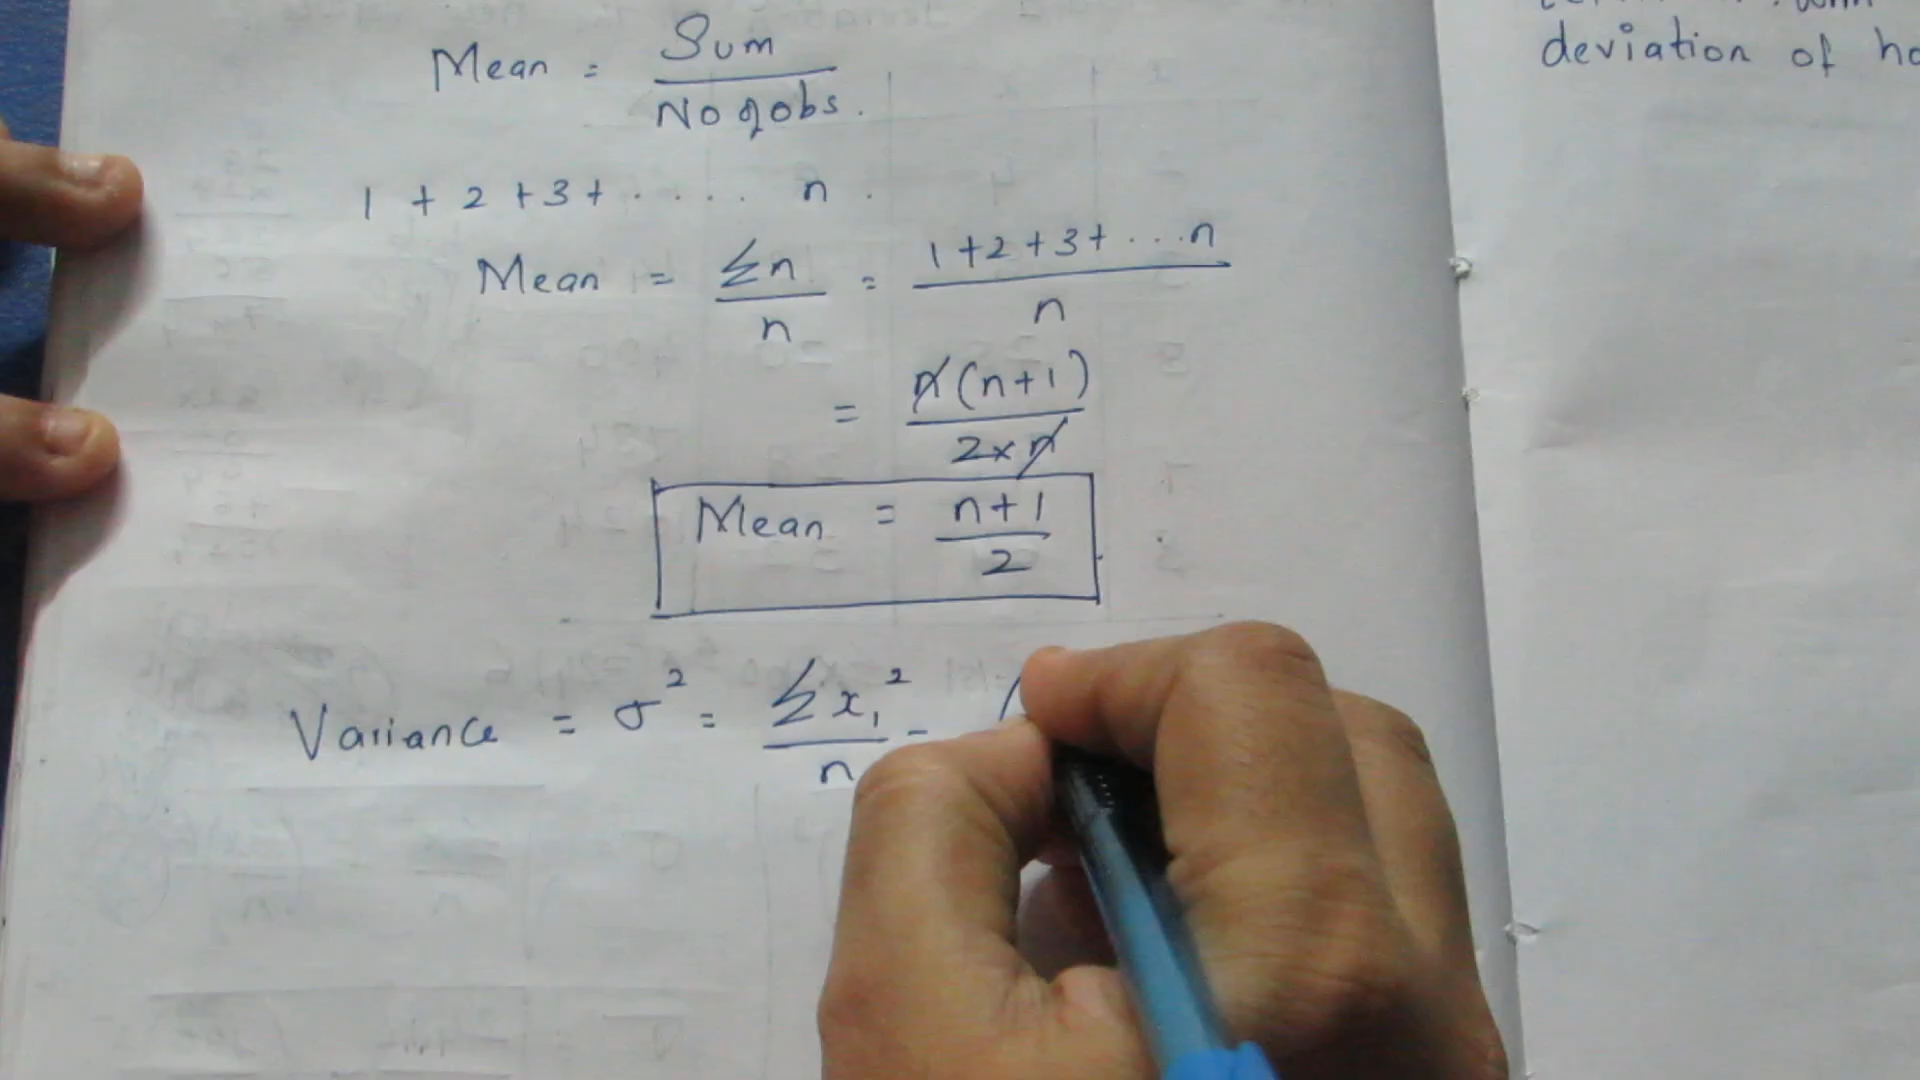 Mean = Sum / No of obs.
1 + 2 + 3 + . . . . n .
Mean = Σn / n = 1 + 2 + 3 + . . . n / n
= n(n+1) / 2 × n
Mean = n+1 / 2
Variance = σ² = Σx₁² / n - (
deviation of